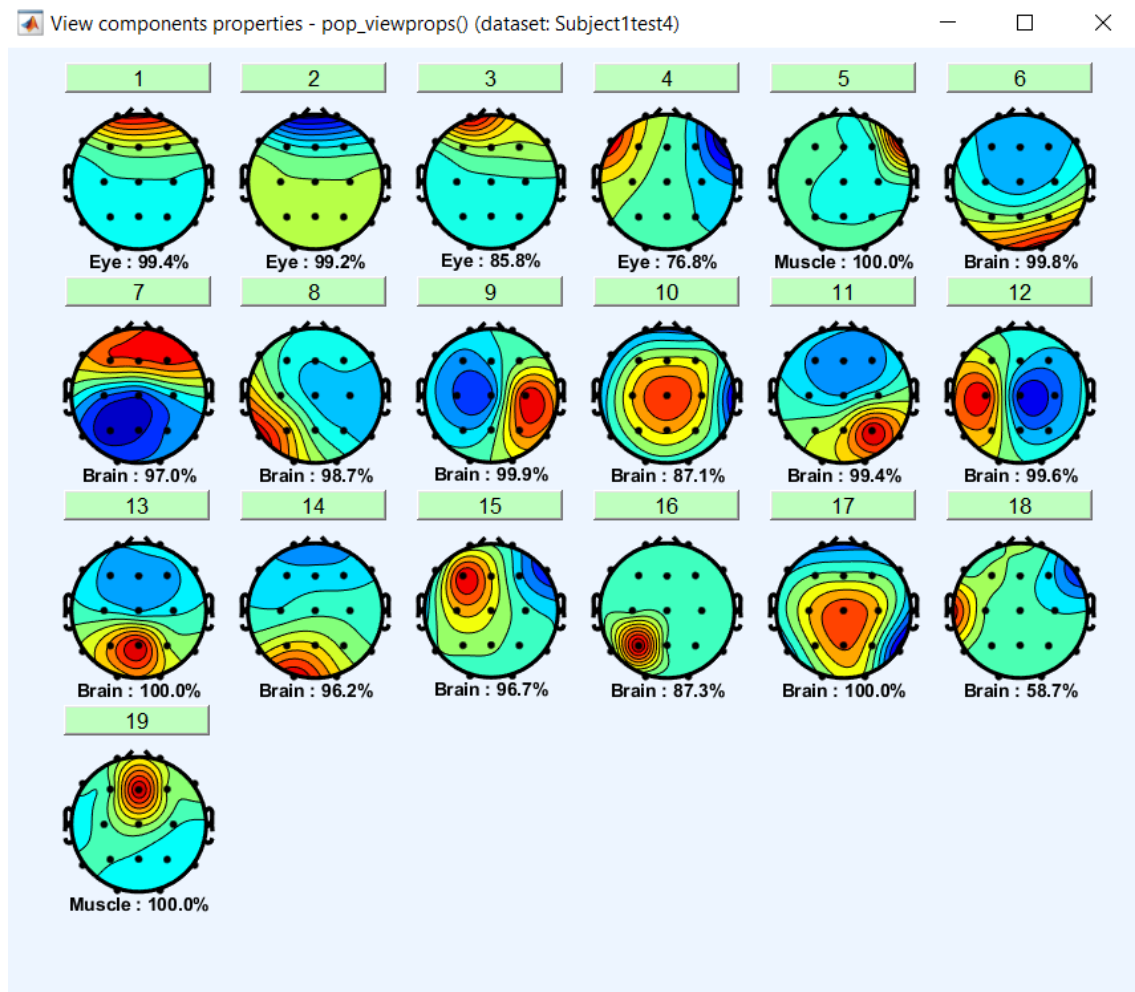 View components properties - pop_viewprops() (dataset: Subject1test4)
1 2 3 4 5 6
Eye : 99.4% Eye : 99.2% Eye : 85.8% Eye : 76.8% Muscle : 100.0% Brain : 99.8%
7 8 9 10 11 12
Brain : 97.0% Brain : 98.7% Brain : 99.9% Brain : 87.1% Brain : 99.4% Brain : 99.6%
13 14 15 16 17 18
Brain : 100.0% Brain : 96.2% Brain : 96.7% Brain : 87.3% Brain : 100.0% Brain : 58.7%
19
Muscle : 100.0%